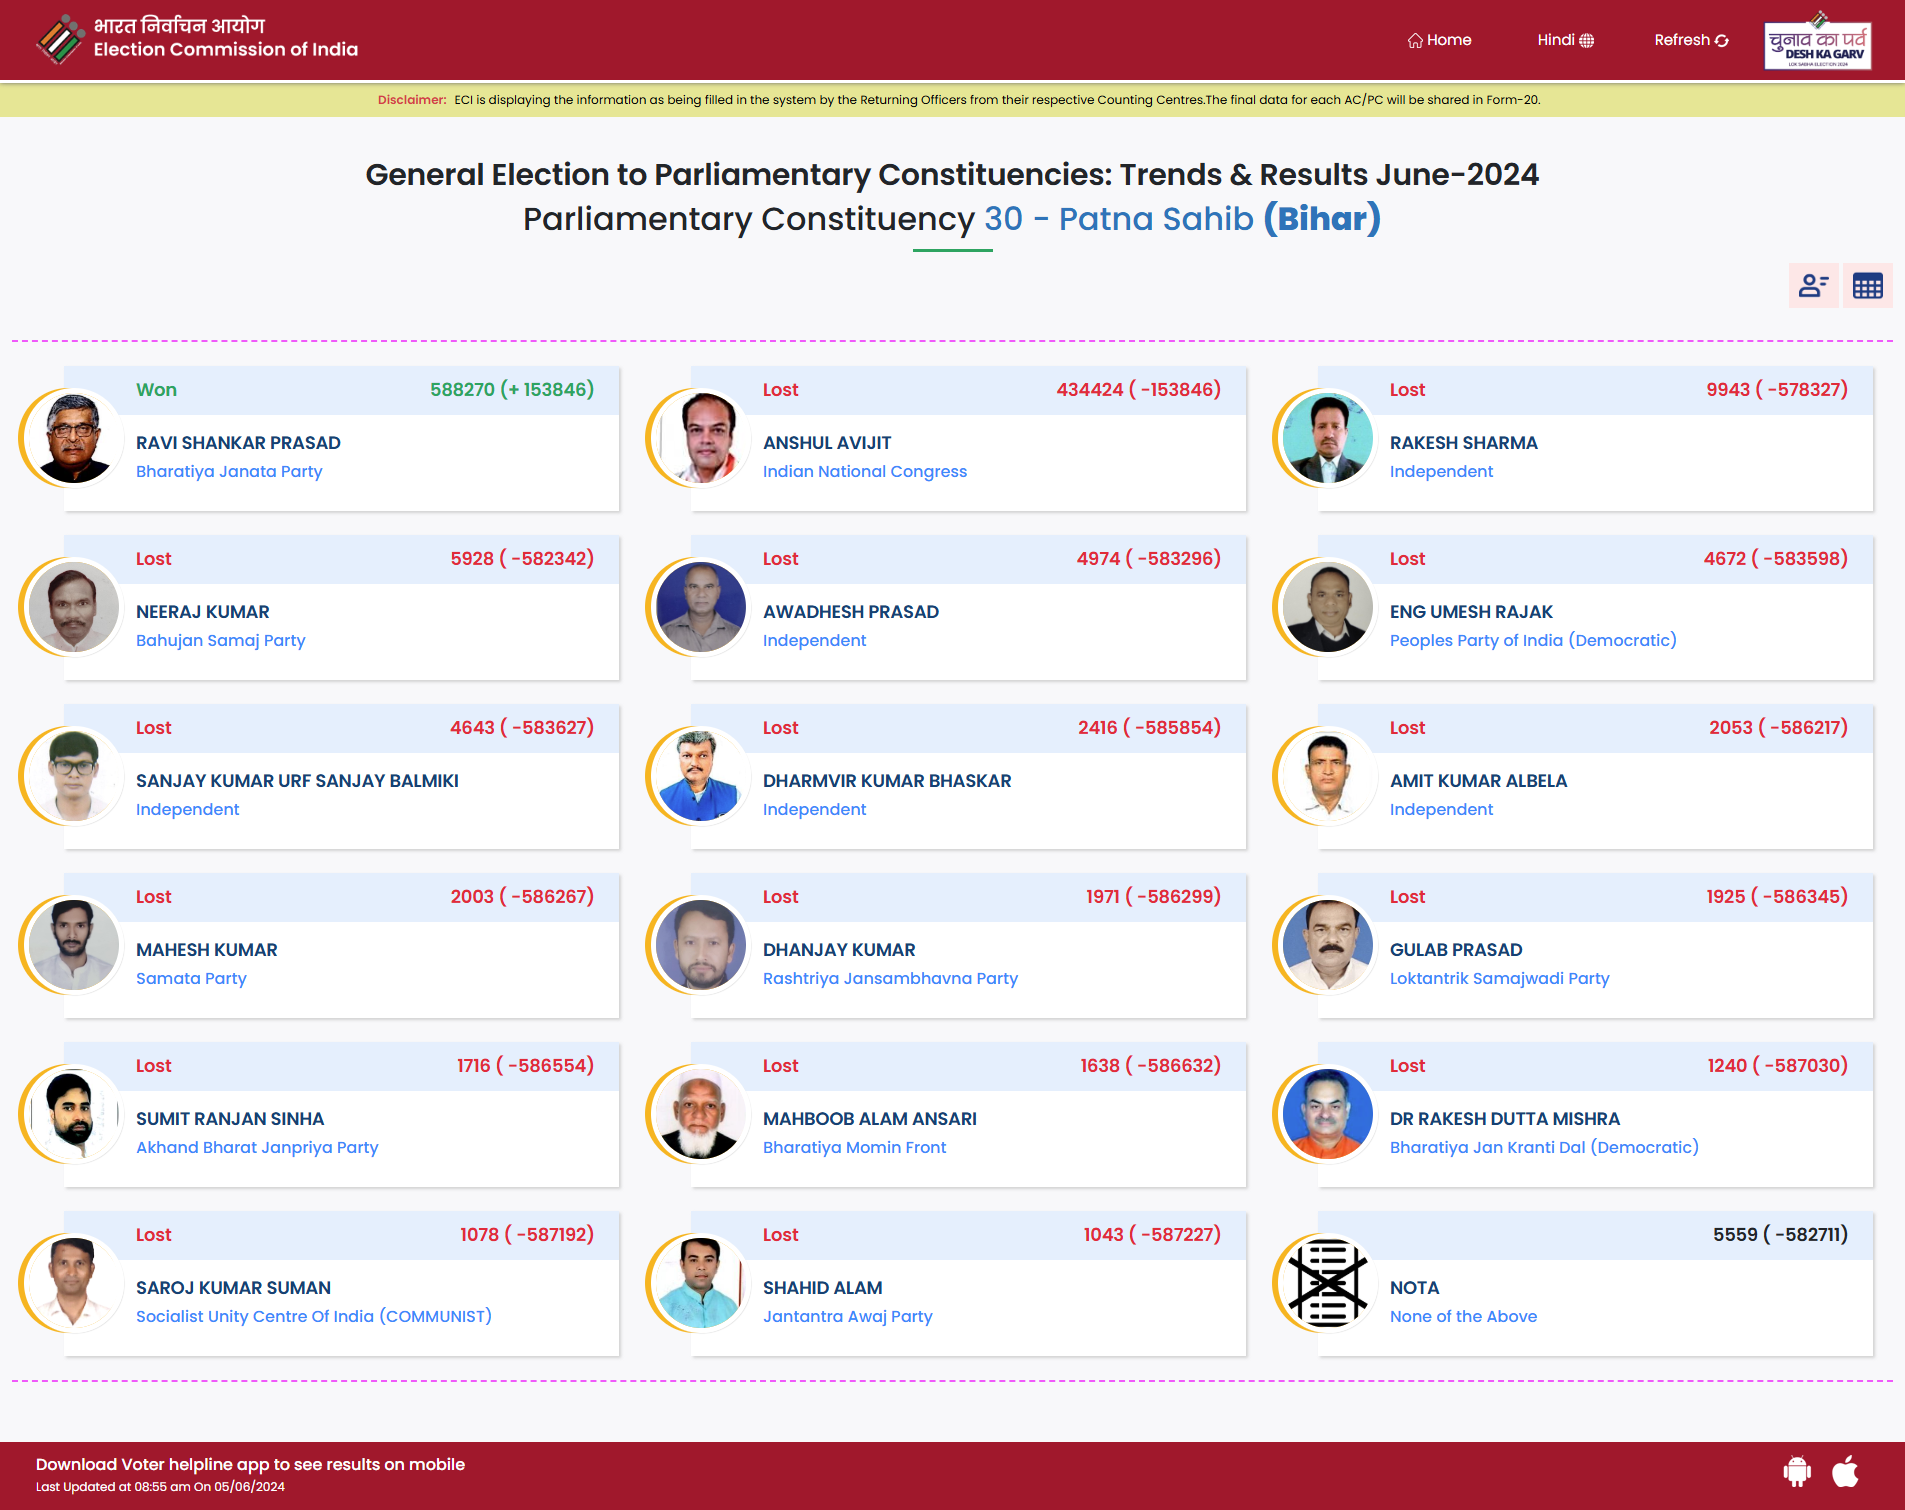 भारत निर्वाचन आयोग
Election Commission of India
Home
Hindi
Refresh
चुनाव का पर्व
DESH KA GARV
LOK SABHA ELECTION 2024
Disclaimer: ECI is displaying the information as being filled in the system by the Returning Officers from their respective Counting Centres.The final data for each AC/PC will be shared in Form-20.
General Election to Parliamentary Constituencies: Trends & Results June-2024
Parliamentary Constituency 30 - Patna Sahib (Bihar)
Won 588270 (+ 153846)
RAVI SHANKAR PRASAD
Bharatiya Janata Party
Lost 434424 ( -153846)
ANSHUL AVIJIT
Indian National Congress
Lost 9943 ( -578327)
RAKESH SHARMA
Independent
Lost 5928 ( -582342)
NEERAJ KUMAR
Bahujan Samaj Party
Lost 4974 ( -583296)
AWADHESH PRASAD
Independent
Lost 4672 ( -583598)
ENG UMESH RAJAK
Peoples Party of India (Democratic)
Lost 4643 ( -583627)
SANJAY KUMAR URF SANJAY BALMIKI
Independent
Lost 2416 ( -585854)
DHARMVIR KUMAR BHASKAR
Independent
Lost 2053 ( -586217)
AMIT KUMAR ALBELA
Independent
Lost 2003 ( -586267)
MAHESH KUMAR
Samata Party
Lost 1971 ( -586299)
DHANJAY KUMAR
Rashtriya Jansambhavna Party
Lost 1925 ( -586345)
GULAB PRASAD
Loktantrik Samajwadi Party
Lost 1716 ( -586554)
SUMIT RANJAN SINHA
Akhand Bharat Janpriya Party
Lost 1638 ( -586632)
MAHBOOB ALAM ANSARI
Bharatiya Momin Front
Lost 1240 ( -587030)
DR RAKESH DUTTA MISHRA
Bharatiya Jan Kranti Dal (Democratic)
Lost 1078 ( -587192)
SAROJ KUMAR SUMAN
Socialist Unity Centre Of India (COMMUNIST)
Lost 1043 ( -587227)
SHAHID ALAM
Jantantra Awaj Party
5559 ( -582711)
NOTA
None of the Above
Download Voter helpline app to see results on mobile
Last Updated at 08:55 am On 05/06/2024